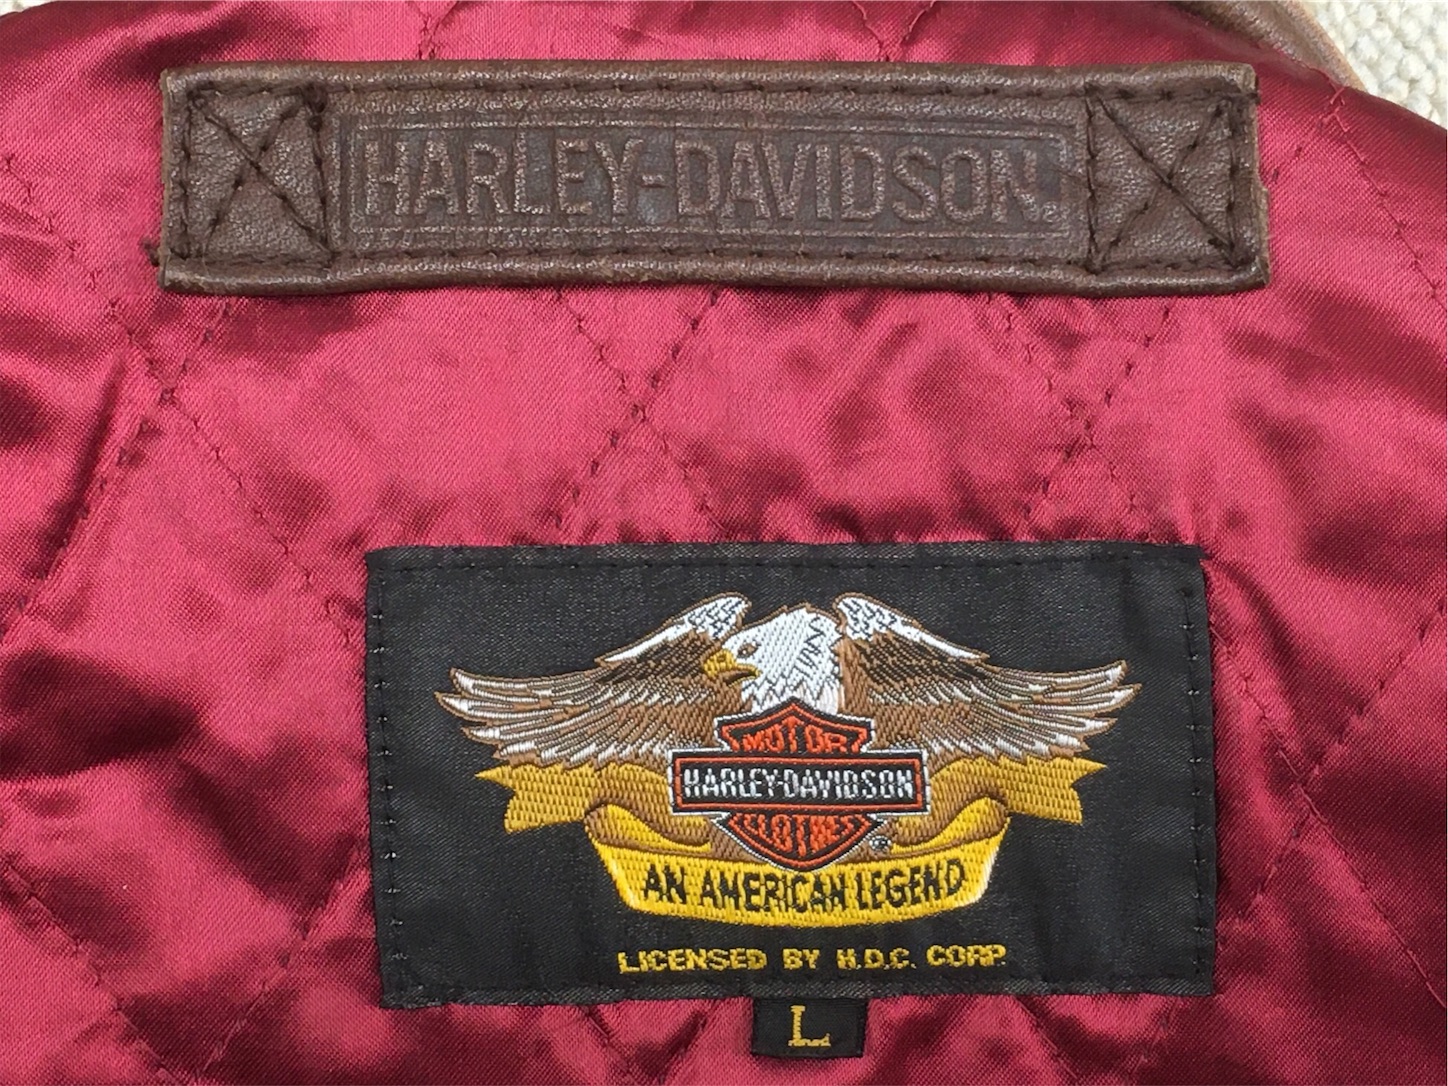 HARLEY-DAVIDSON
MOTOR
HARLEY-DAVIDSON
CLOTHES
®
AN AMERICAN LEGEND
LICENSED BY H.D.C. CORP.
L